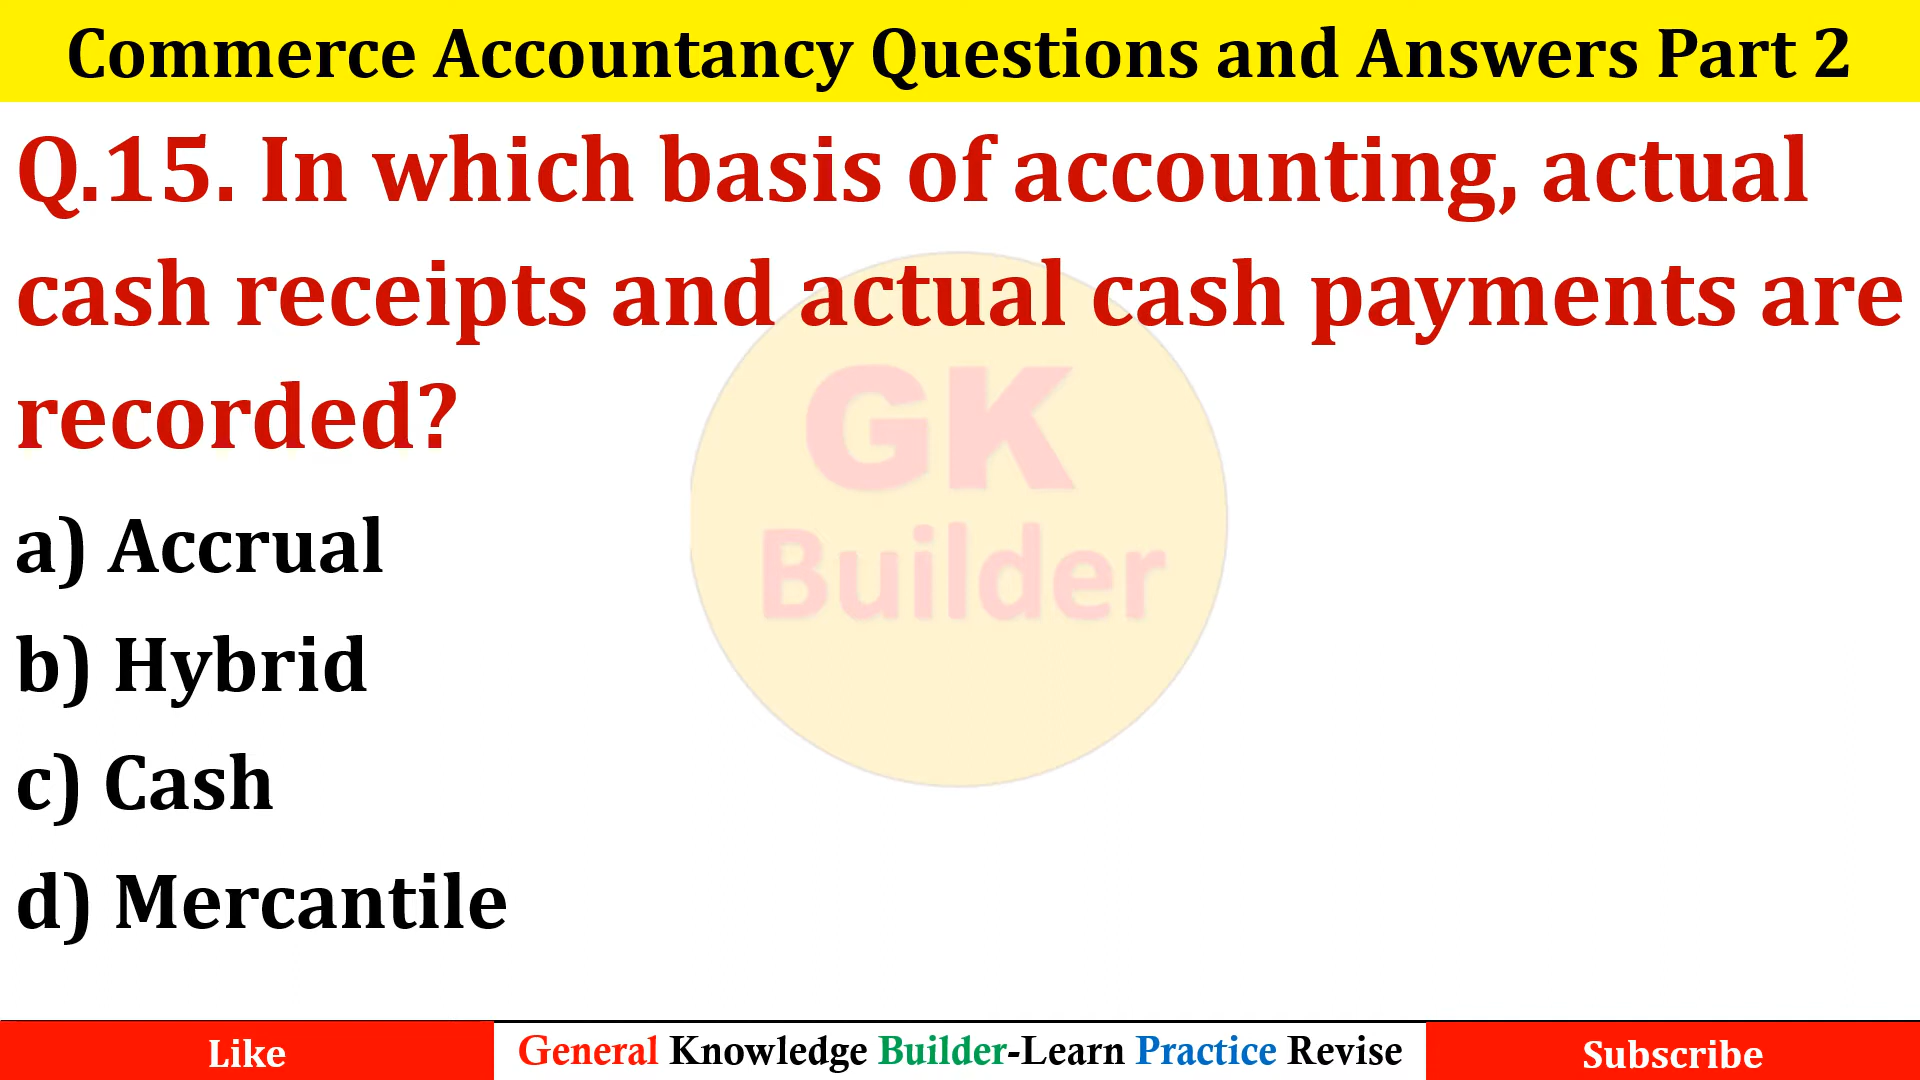 Commerce Accountancy Questions and Answers Part 2
Q.15. In which basis of accounting, actual
cash receipts and actual cash payments are
recorded?
GK
Builder
a) Accrual
b) Hybrid
c) Cash
d) Mercantile
Like
General Knowledge Builder-Learn Practice Revise
Subscribe